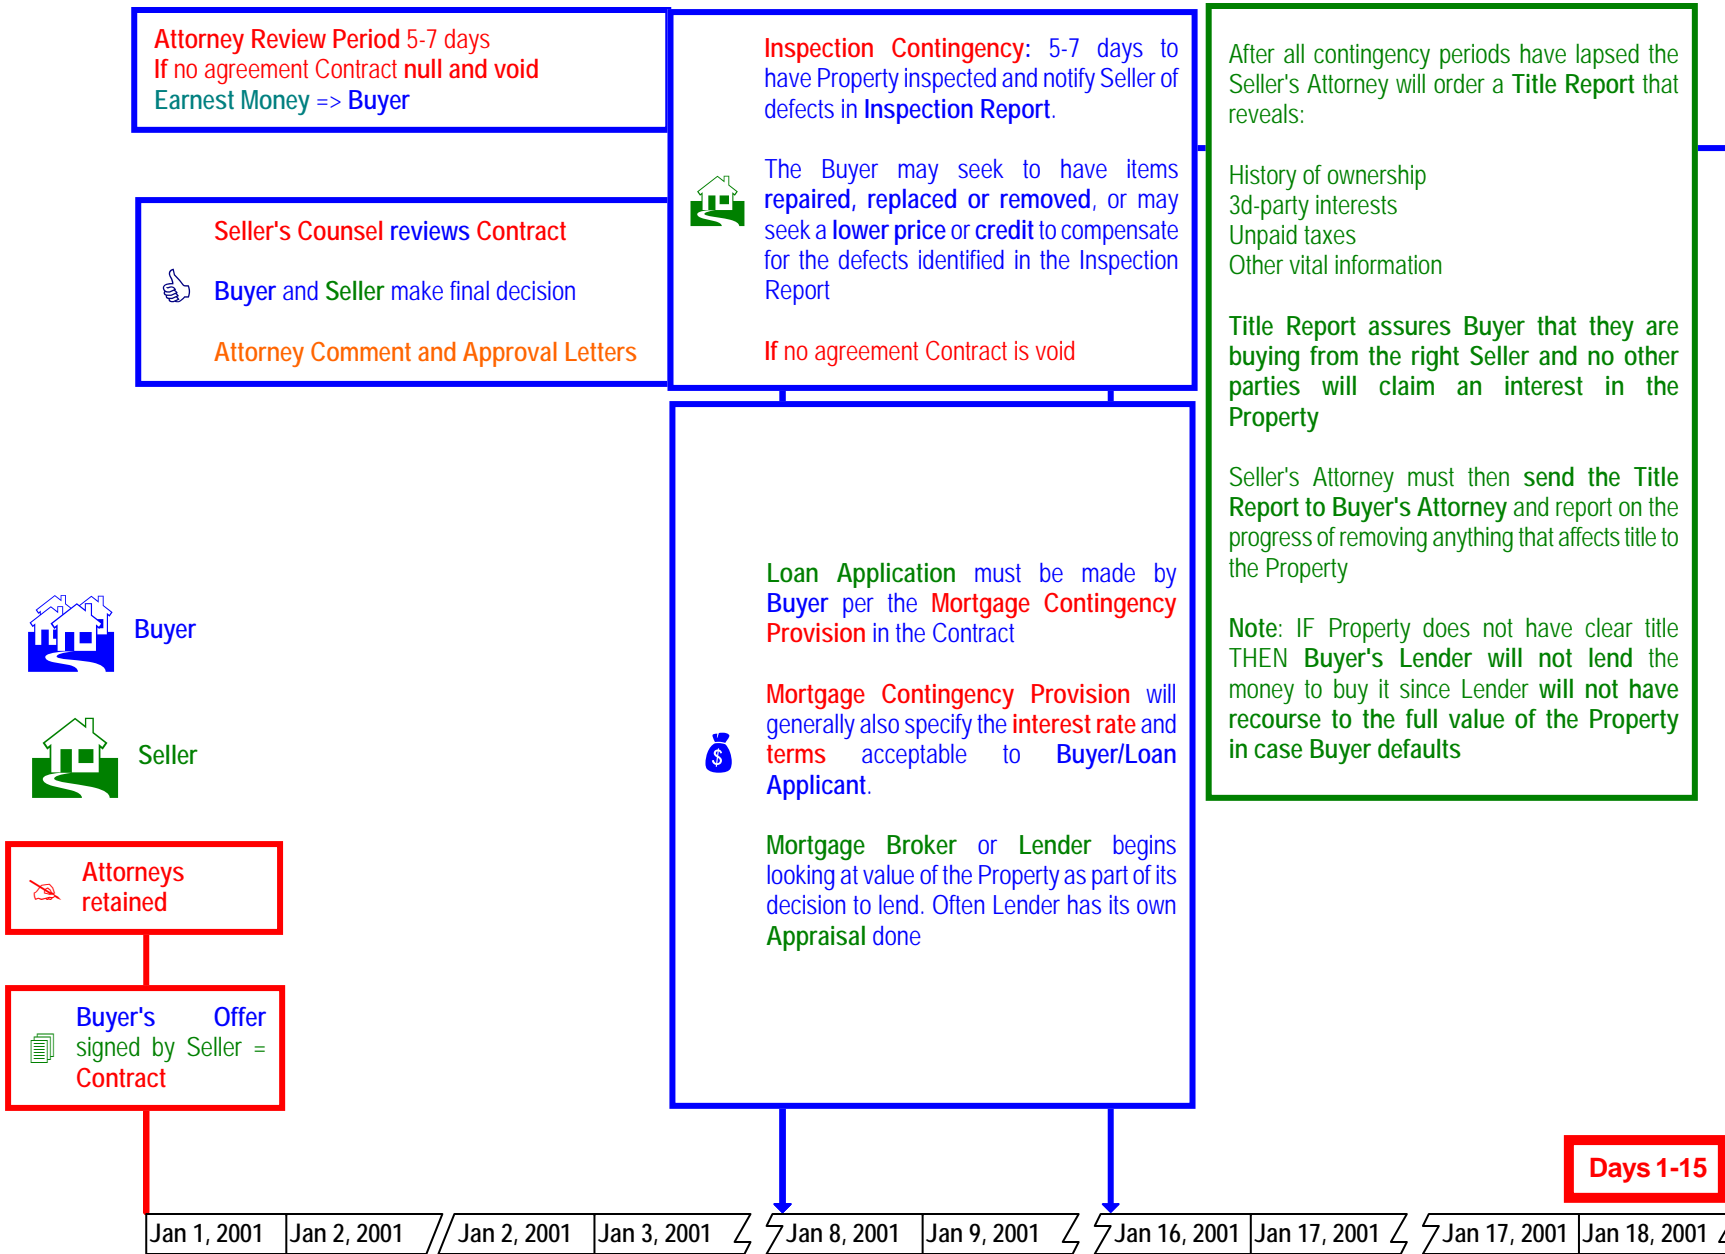 Attorney Review Period 5-7 days
If no agreement Contract null and void
Earnest Money => Buyer
Seller's Counsel reviews Contract
Buyer and Seller make final decision
Attorney Comment and Approval Letters
Inspection Contingency: 5-7 days to
have Property inspected and notify Seller of
defects in Inspection Report.
The Buyer may seek to have items
repaired, replaced or removed, or may
seek a lower price or credit to compensate
for the defects identified in the Inspection
Report
If no agreement Contract is void
After all contingency periods have lapsed the
Seller's Attorney will order a Title Report that
reveals:
History of ownership
3d-party interests
Unpaid taxes
Other vital information
Title Report assures Buyer that they are
buying from the right Seller and no other
parties will claim an interest in the
Property
Seller's Attorney must then send the Title
Report to Buyer's Attorney and report on the
progress of removing anything that affects title to
the Property
Note: IF Property does not have clear title
THEN Buyer's Lender will not lend the
money to buy it since Lender will not have
recourse to the full value of the Property
in case Buyer defaults
Loan Application must be made by
Buyer per the Mortgage Contingency
Provision in the Contract
Mortgage Contingency Provision will
generally also specify the interest rate and
terms acceptable to Buyer/Loan
Applicant.
$
Mortgage Broker or Lender begins
looking at value of the Property as part of its
decision to lend. Often Lender has its own
Appraisal done
Buyer
Seller
Attorneys
retained
Buyer's Offer
signed by Seller =
Contract
Days 1-15
Jan 1, 2001 Jan 2, 2001 Jan 2, 2001 Jan 3, 2001 Jan 8, 2001 Jan 9, 2001 Jan 16, 2001 Jan 17, 2001 Jan 17, 2001 Jan 18, 2001